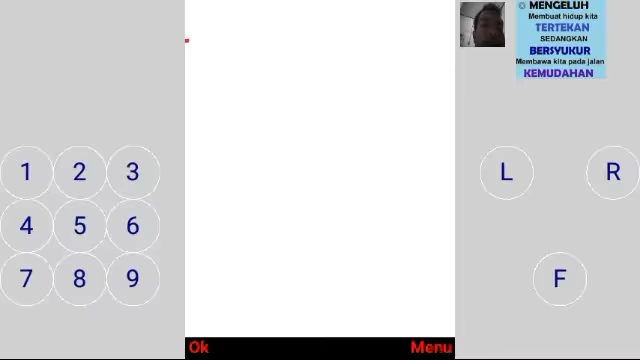 © MENGELUH
Membuat hidup kita
TERTEKAN
SEDANGKAN
BERSYUKUR
Membawa kita pada jalan
KEMUDAHAN
1 2 3
L R
4 5 6
7 8 9
F
Ok Menu